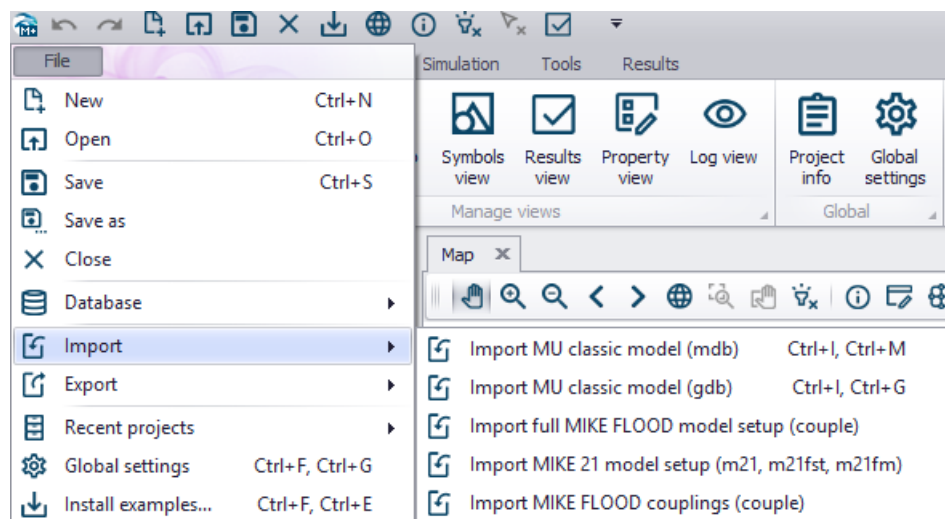 M+
File
Simulation Tools Results
New Ctrl+N
Open Ctrl+O
Save Ctrl+S
Save as
Close
Database
Import
Export
Recent projects
Global settings Ctrl+F, Ctrl+G
Install examples... Ctrl+F, Ctrl+E
Symbols view
Results view
Property view
Log view
Project info
Global settings
Manage views
Global
Map
Import MU classic model (mdb) Ctrl+I, Ctrl+M
Import MU classic model (gdb) Ctrl+I, Ctrl+G
Import full MIKE FLOOD model setup (couple)
Import MIKE 21 model setup (m21, m21fst, m21fm)
Import MIKE FLOOD couplings (couple)